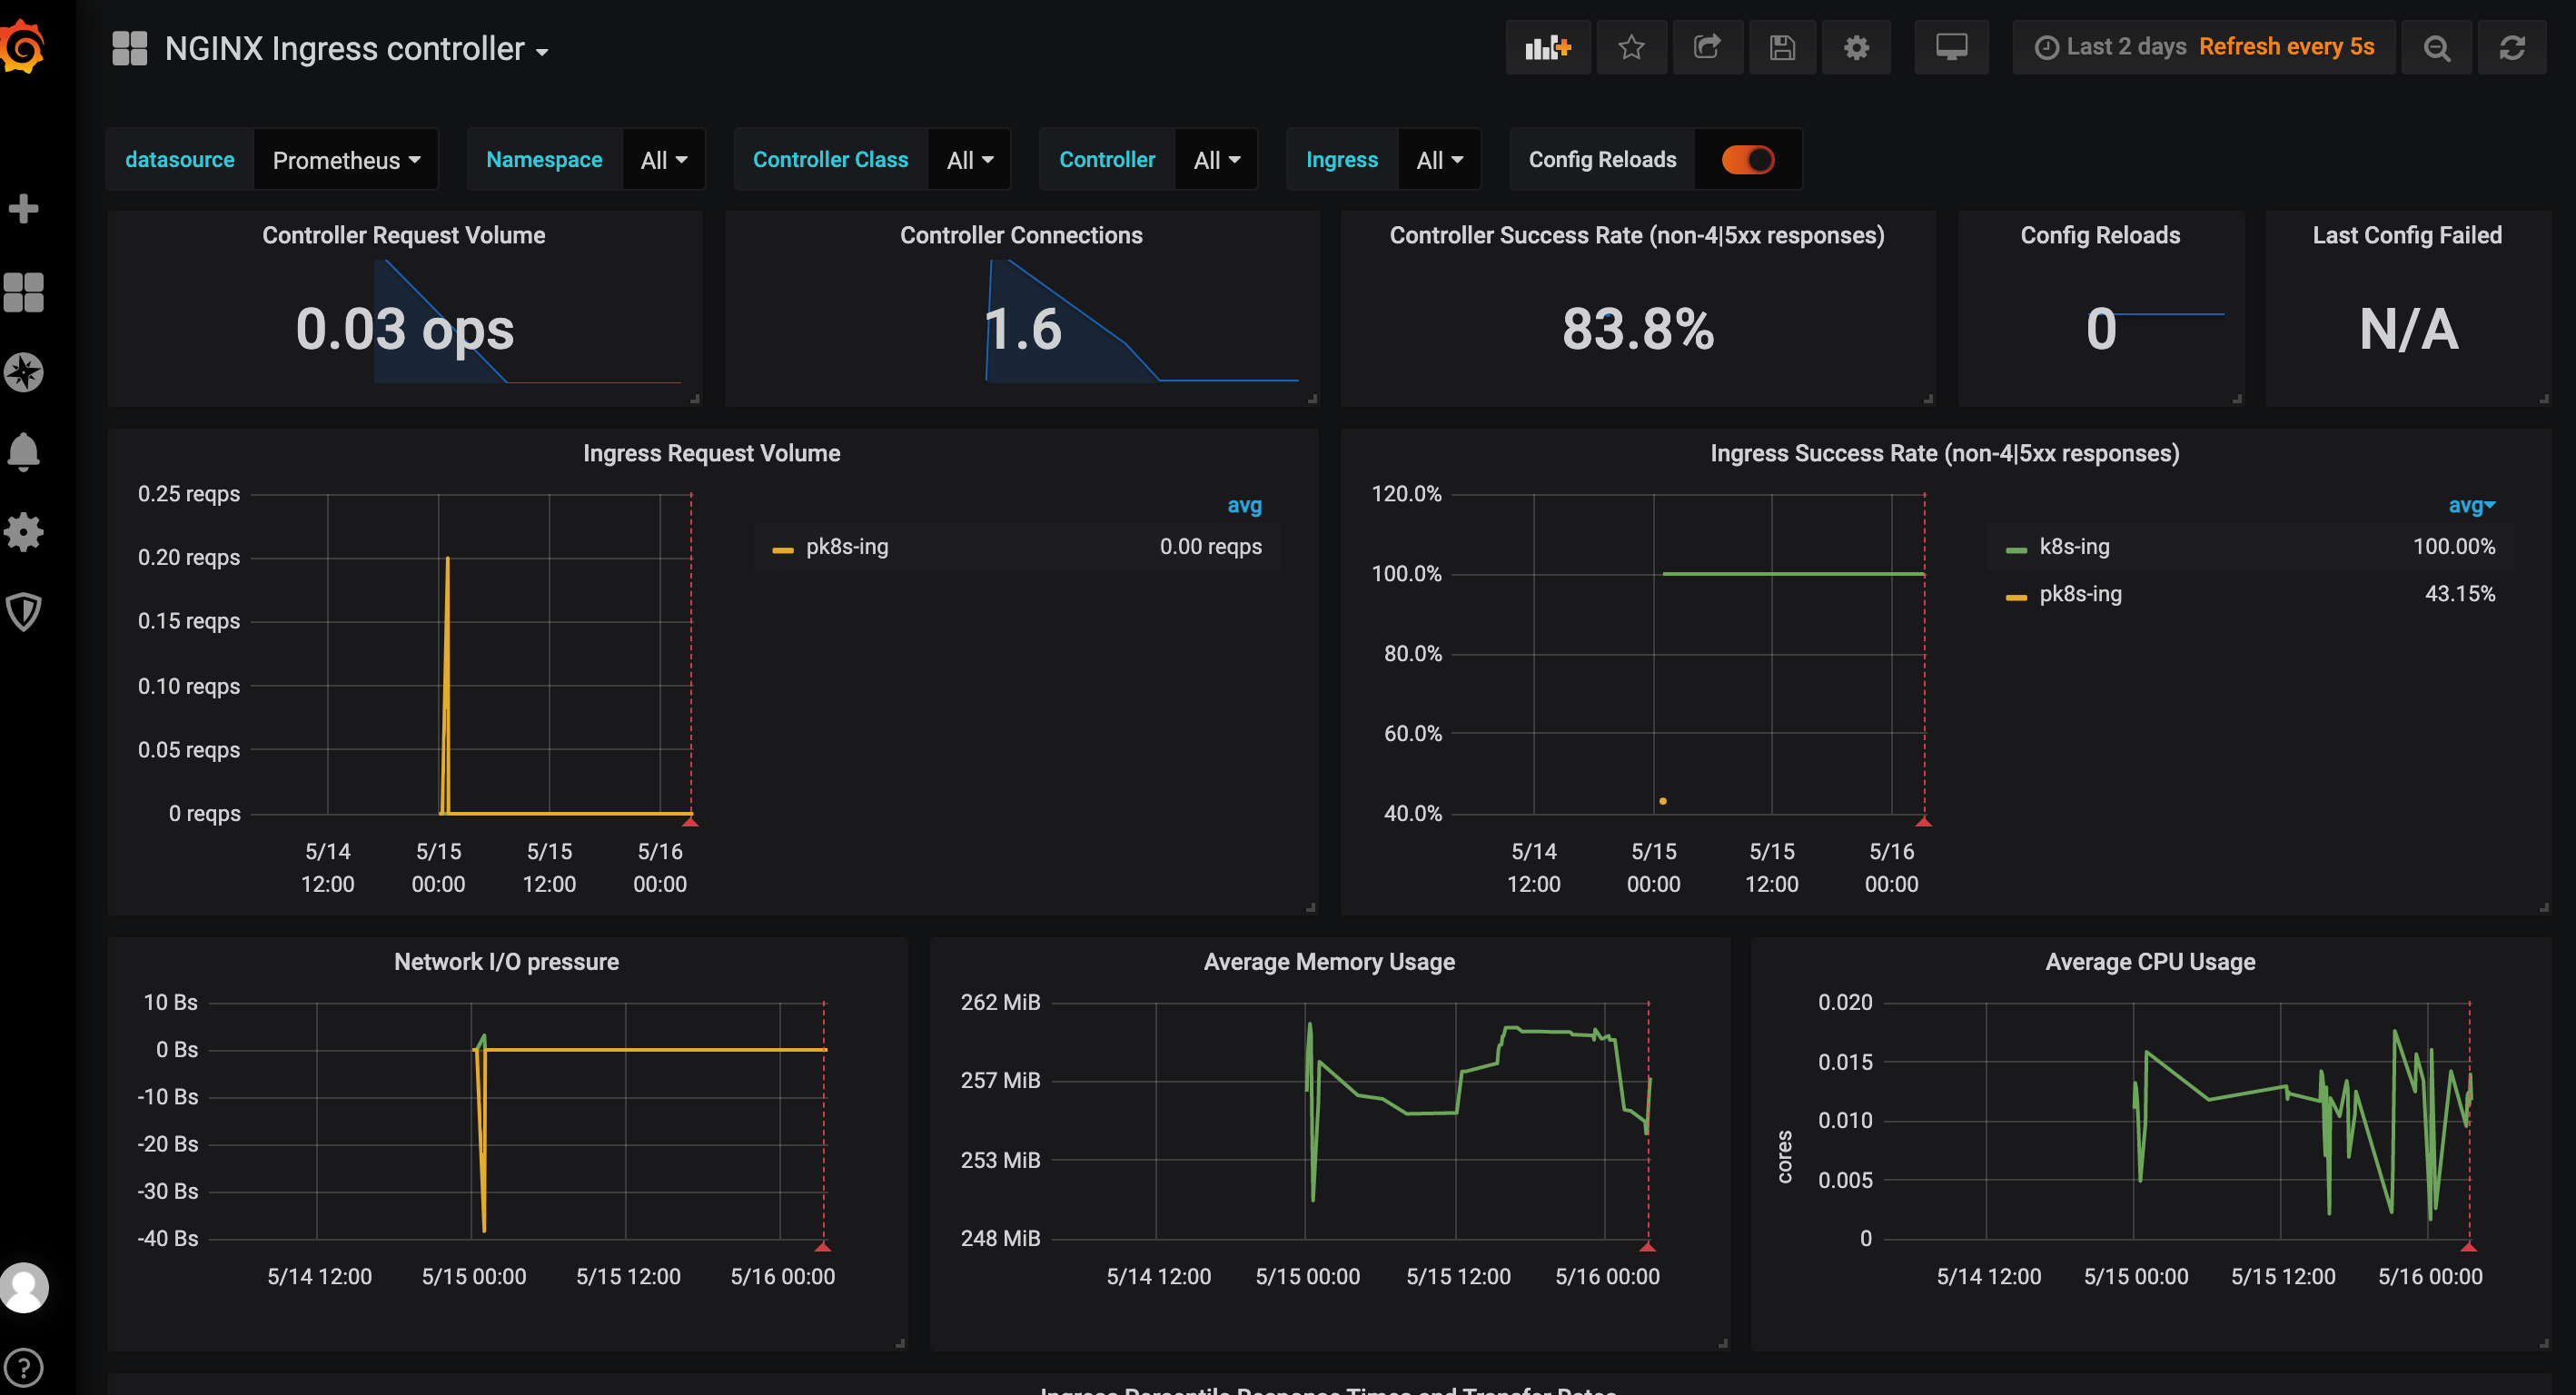 NGINX Ingress controller
Last 2 days Refresh every 5s
datasource Prometheus Namespace All Controller Class All Controller All Ingress All Config Reloads
Controller Request Volume
0.03 ops
Controller Connections
1.6
Controller Success Rate (non-4|5xx responses)
83.8%
Config Reloads
0
Last Config Failed
N/A
Ingress Request Volume
0.25 reqps
0.20 reqps
0.15 reqps
0.10 reqps
0.05 reqps
0 reqps
5/14 5/15 5/15 5/16
12:00 00:00 12:00 00:00
avg
pk8s-ing 0.00 reqps
Ingress Success Rate (non-4|5xx responses)
120.0%
100.0%
80.0%
60.0%
40.0%
5/14 5/15 5/15 5/16
12:00 00:00 12:00 00:00
avg
k8s-ing 100.00%
pk8s-ing 43.15%
Network I/O pressure
10 Bs
0 Bs
-10 Bs
-20 Bs
-30 Bs
-40 Bs
5/14 12:00 5/15 00:00 5/15 12:00 5/16 00:00
Average Memory Usage
262 MiB
257 MiB
253 MiB
248 MiB
5/14 12:00 5/15 00:00 5/15 12:00 5/16 00:00
Average CPU Usage
cores
0.020
0.015
0.010
0.005
0
5/14 12:00 5/15 00:00 5/15 12:00 5/16 00:00
Ingress Percentile Response Times and Transfer Rates